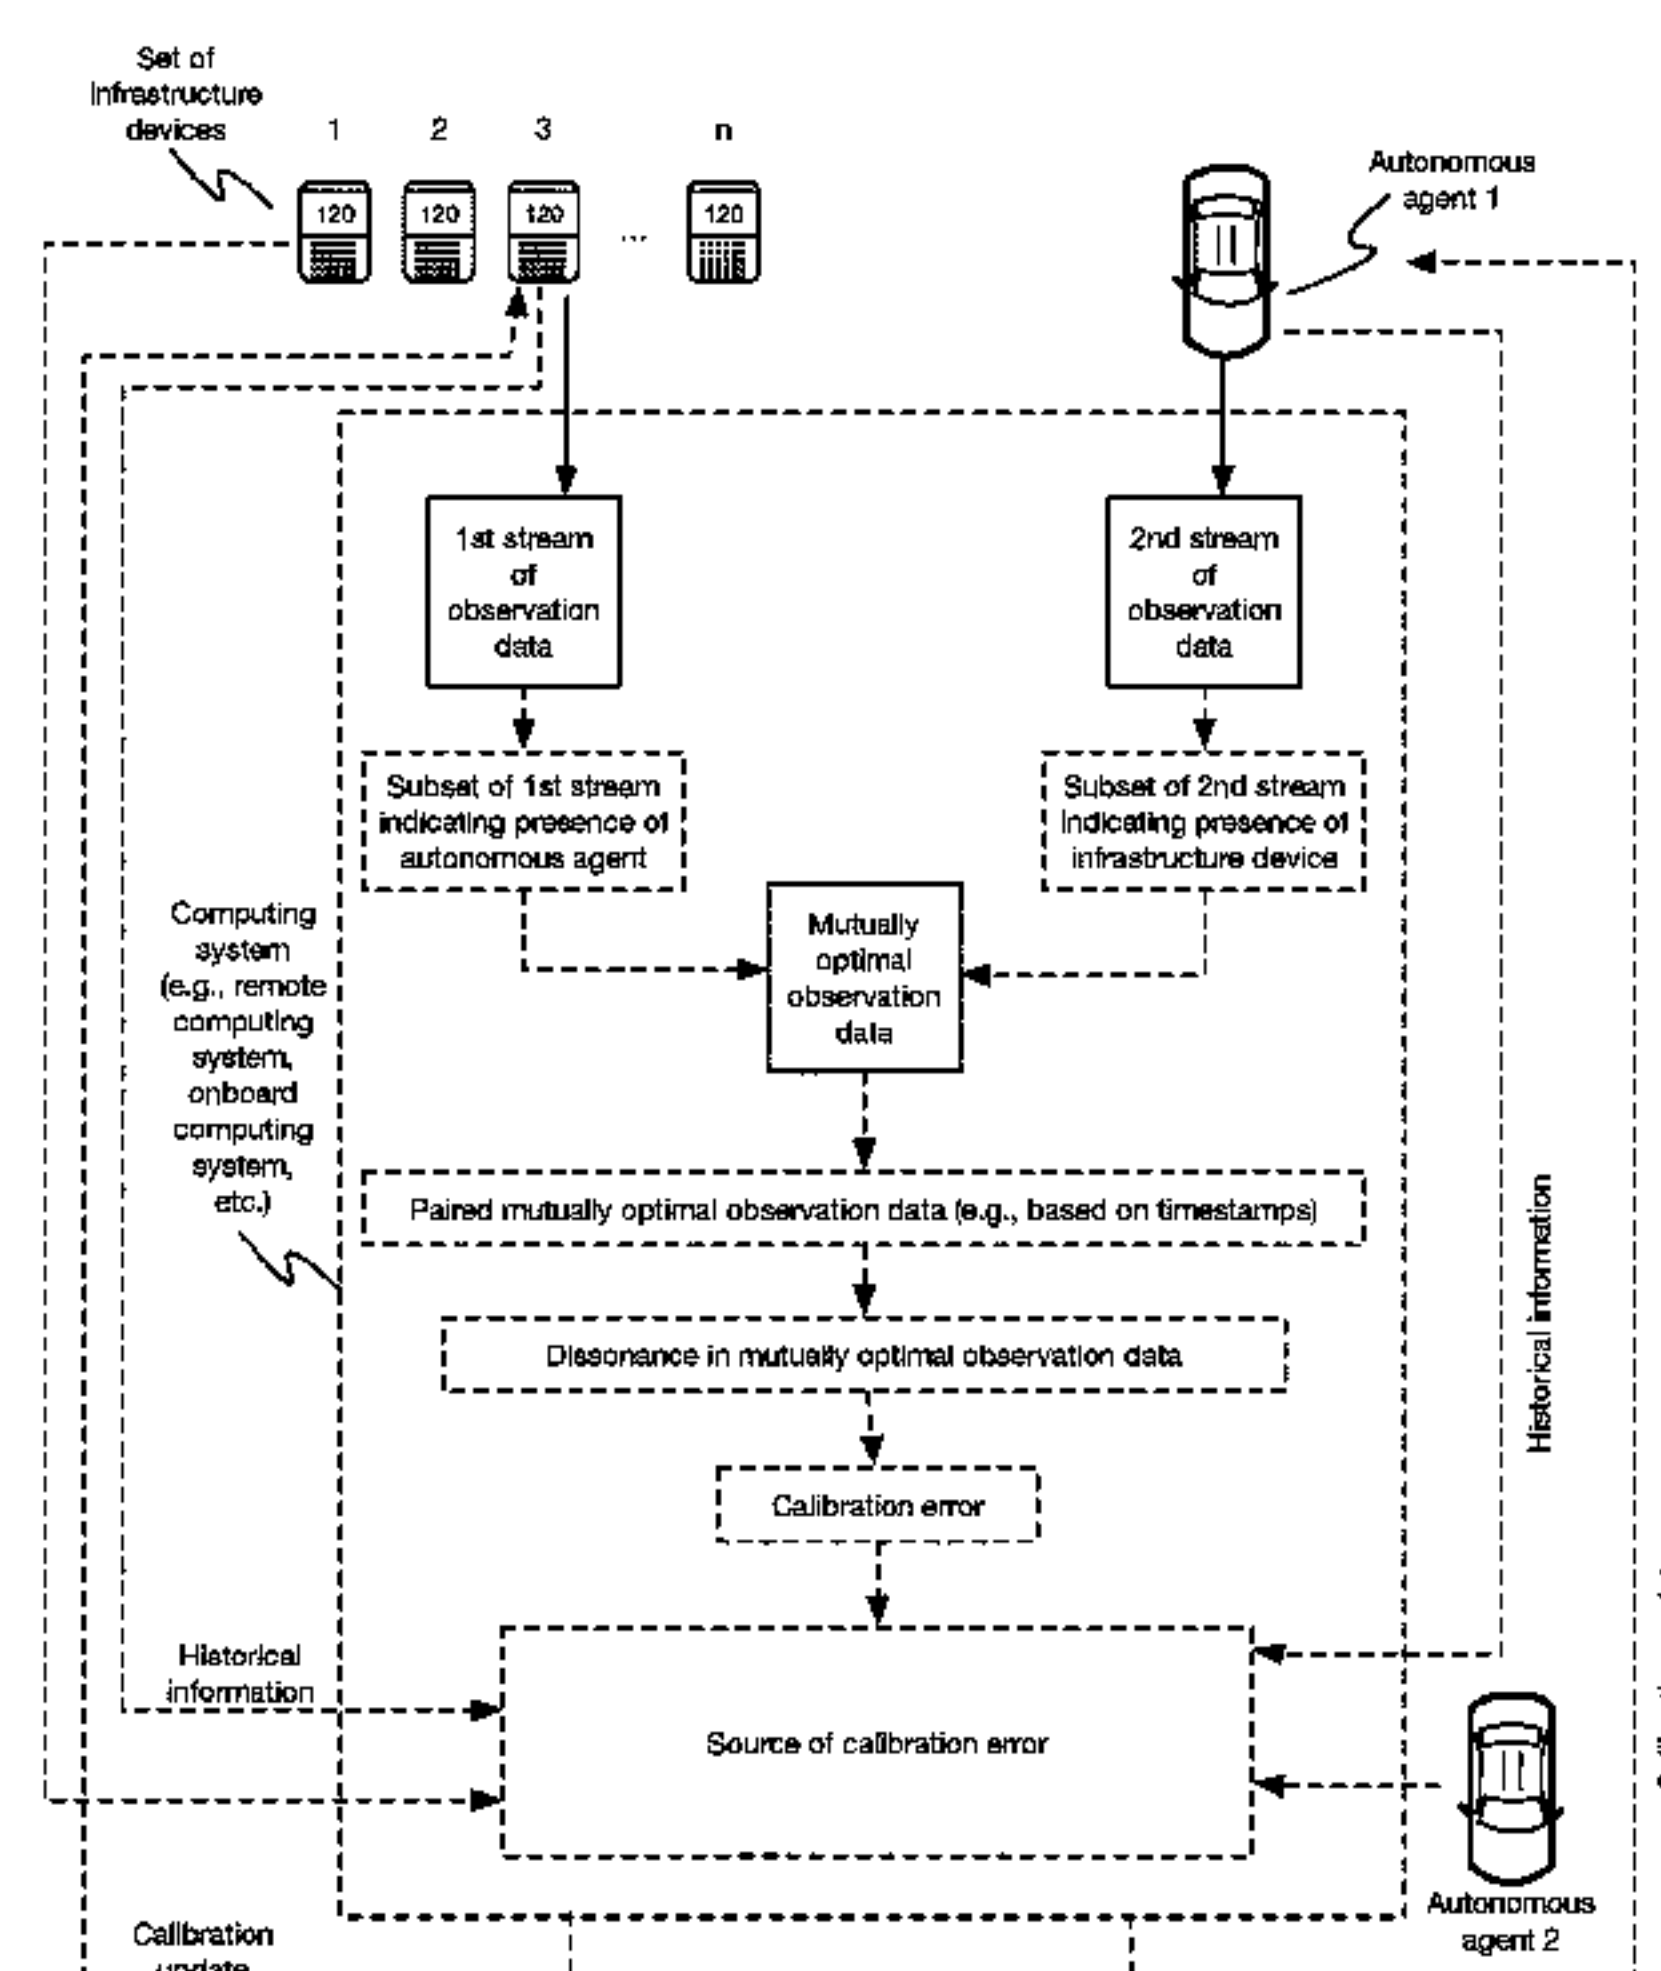 Set of
infrastructure
devices
1
2
3
n
120
120
120
...
120
Autonomous
agent 1
1st stream
of
observation
data
2nd stream
of
observation
data
Subset of 1st stream
indicating presence of
autonomous agent
Subset of 2nd stream
indicating presence of
infrastructure device
Mutually
optimal
observation
data
Computing
system
(e.g., remote
computing
system,
onboard
computing
system,
etc.)
Paired mutually optimal observation data (e.g., based on timestamps)
Historical information
Dissonance in mutually optimal observation data
Calibration error
Historical
information
Source of calibration error
Autonomous
agent 2
Calibration
update